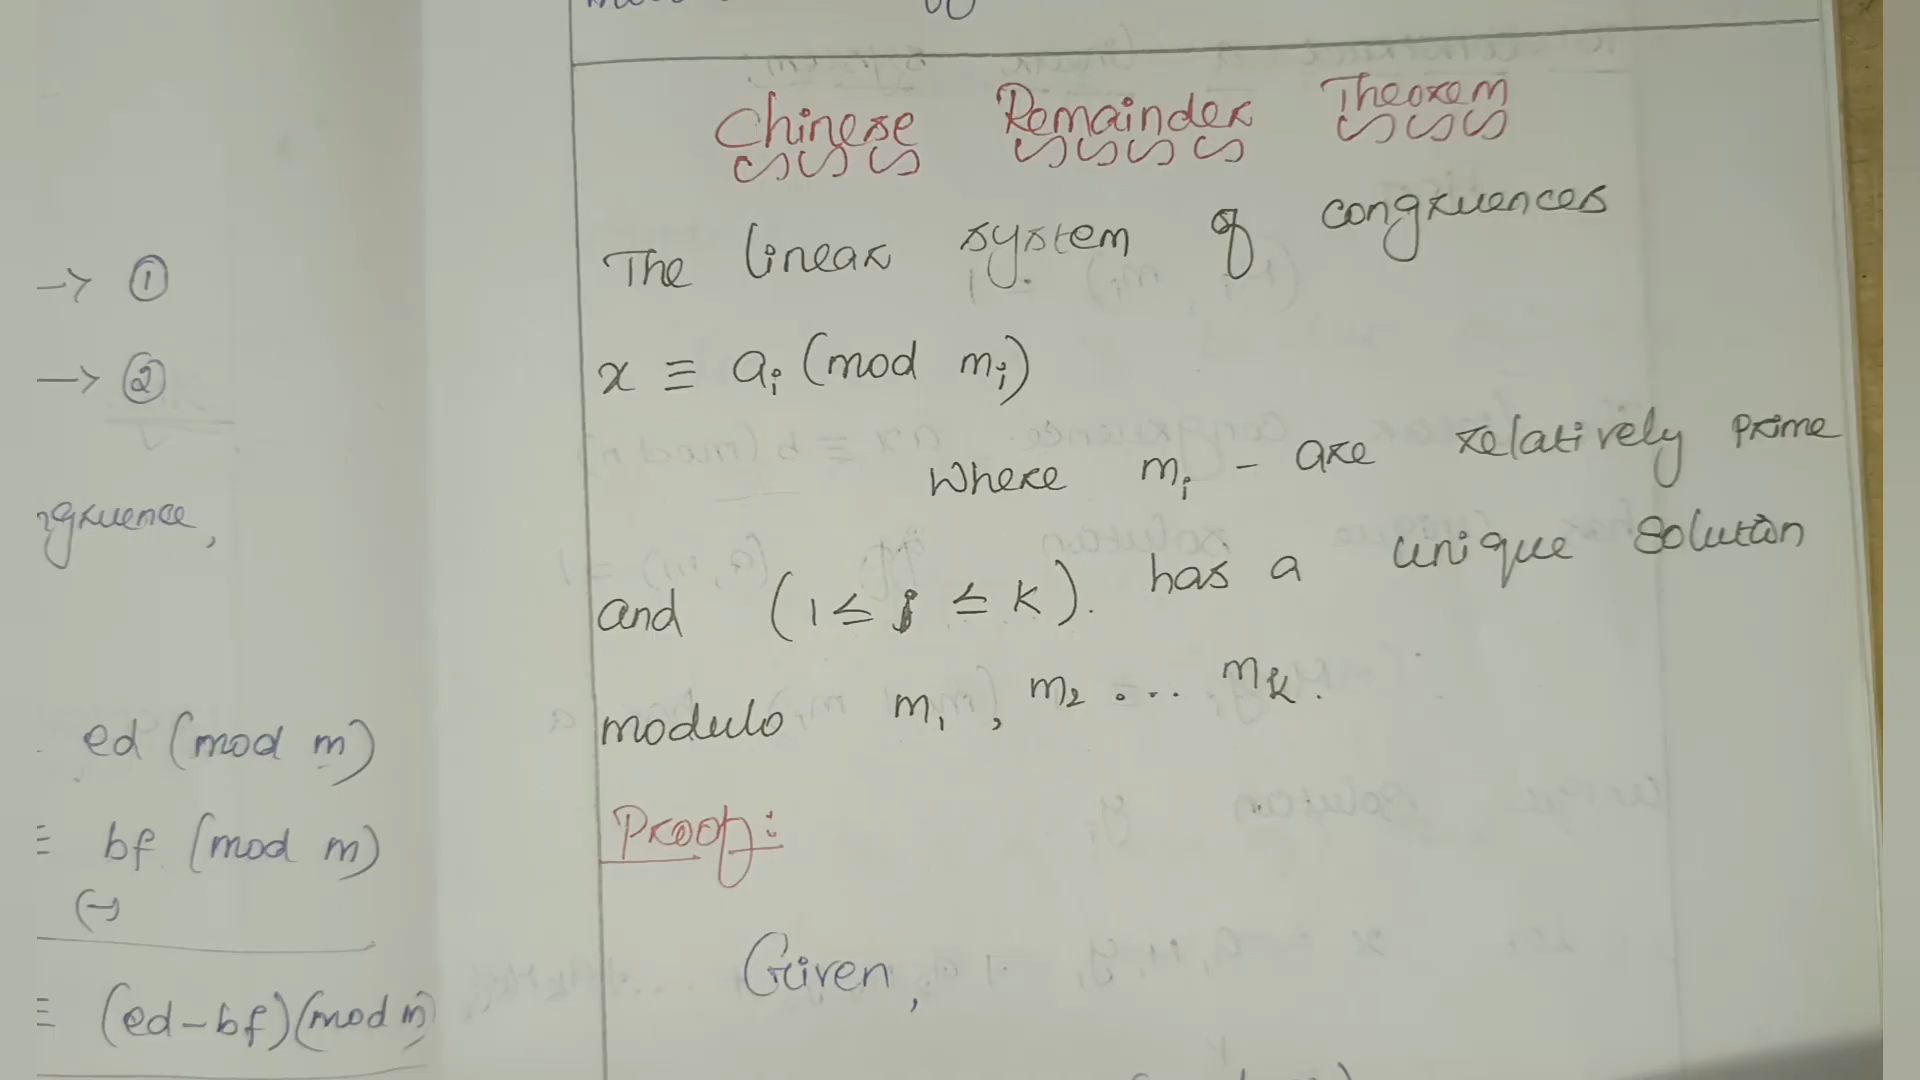 → ①
→ ②
ngruence,
ed (mod m)
≡ bf (mod m)
(-)
≡ (ed-bf)(mod m)
Chinese Remainder Theorem
The linear system of congruences
x ≡ ai (mod mi)
Where mi - are relatively prime
and (1 ≤ i ≤ k). has a unique solution
modulo m1, m2 ... mk.
Proof:
Given,